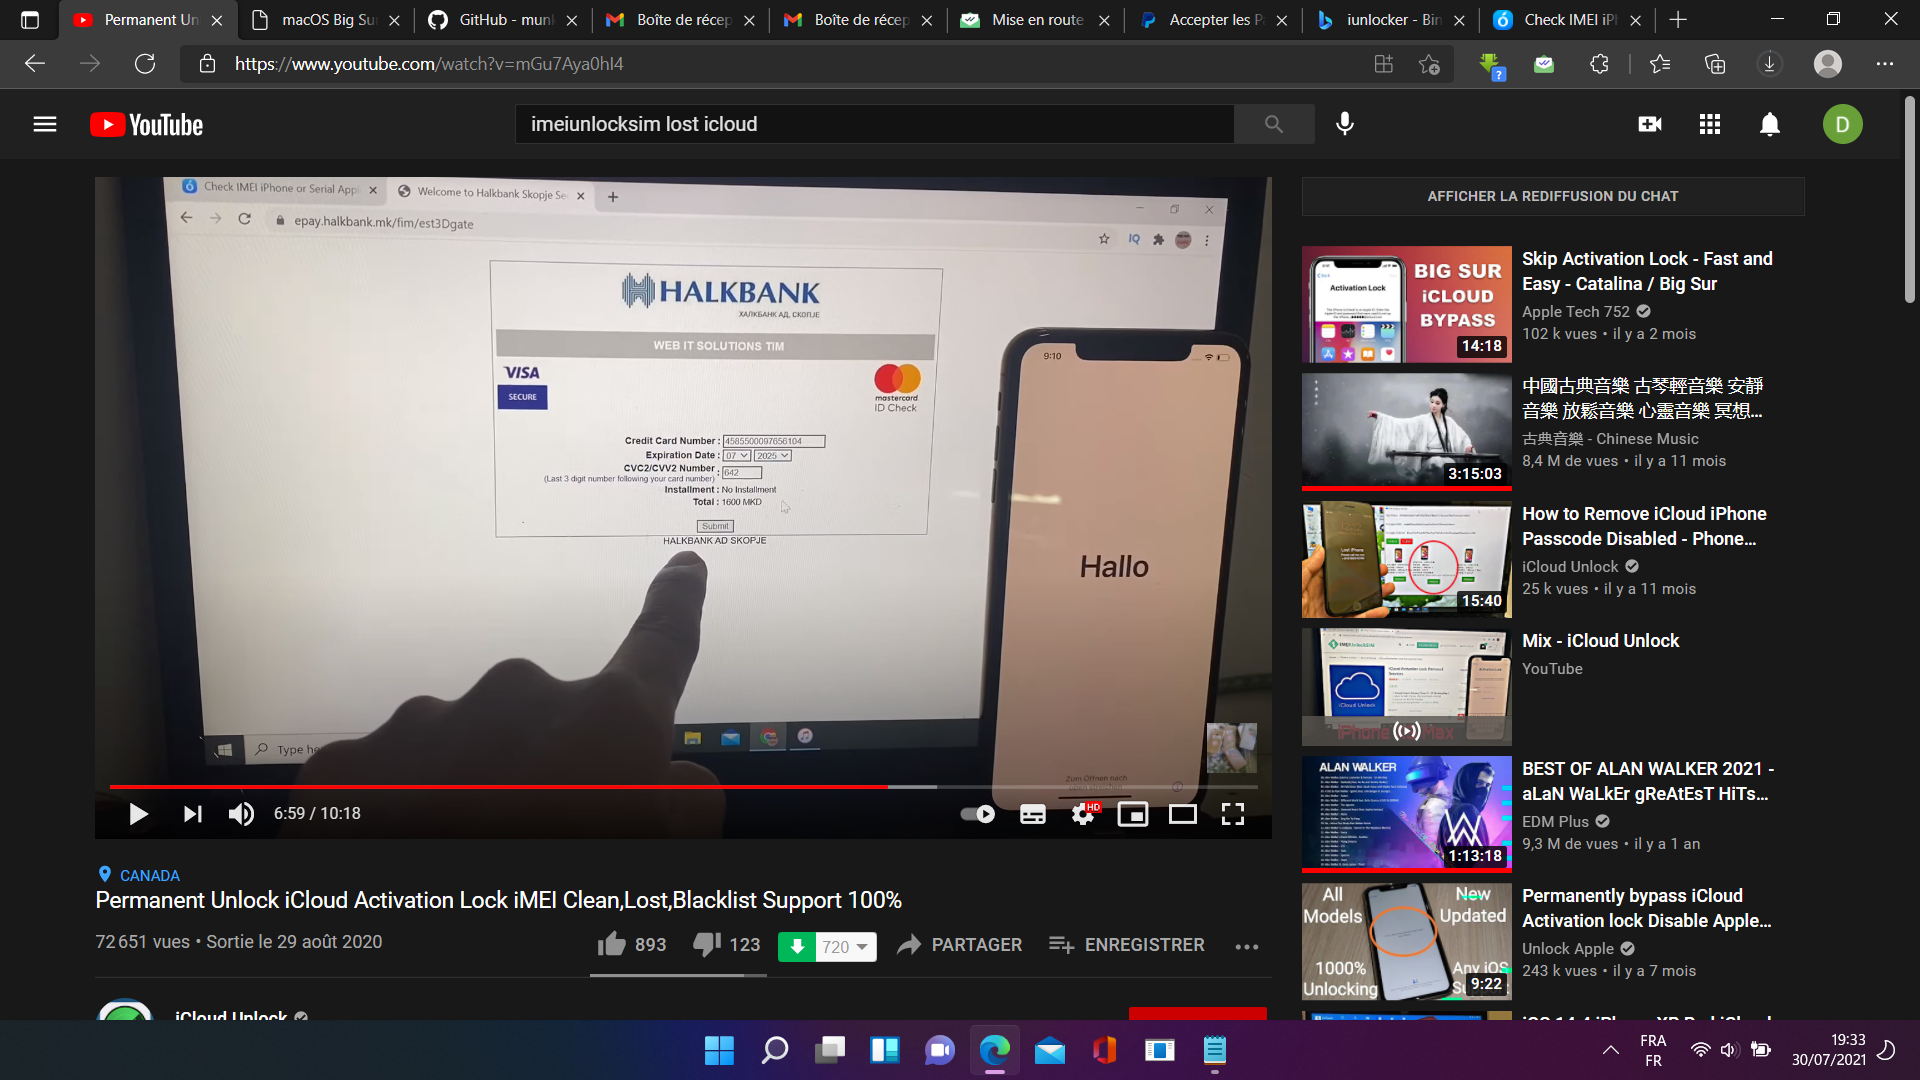 Permanent Un
macOS Big Su
GitHub - munk
Boîte de récep
Boîte de récep
Mise en route
Accepter les P
iunlocker - Bin
Check IMEI iPh
https://www.youtube.com/watch?v=mGu7Aya0hI4
YouTube
imeiunlocksim lost icloud
D
Check IMEI iPhone or Serial Appl
Welcome to Halkbank Skopje Se
epay.halkbank.mk/fim/est3Dgate
IQ
HALKBANK
ХАЛКБАНК АД, СКОПЈЕ
WEB IT SOLUTIONS TIM
VISA
SECURE
mastercard.
ID Check
Credit Card Number : 4585500097656104
Expiration Date : 07 2025
CVC2/CVV2 Number : 642
(Last 3 digit number following your card number)
Installment : No Installment
Total : 1600 MKD
Submit
HALKBANK AD SKOPJE
9:10
Hallo
Zum Öffnen nach
oben streichen
Type he
6:59 / 10:18
HD
CANADA
Permanent Unlock iCloud Activation Lock iMEI Clean,Lost,Blacklist Support 100%
72 651 vues • Sortie le 29 août 2020
893
123
720
PARTAGER
ENREGISTRER
iCloud Unlock
AFFICHER LA REDIFFUSION DU CHAT
Activation Lock
BIG SUR
iCLOUD
BYPASS
14:18
Skip Activation Lock - Fast and
Easy - Catalina / Big Sur
Apple Tech 752
102 k vues • il y a 2 mois
3:15:03
中國古典音樂 古琴輕音樂 安靜
音樂 放鬆音樂 心靈音樂 冥想...
古典音樂 - Chinese Music
8,4 M de vues • il y a 11 mois
15:40
How to Remove iCloud iPhone
Passcode Disabled - Phone...
iCloud Unlock
25 k vues • il y a 11 mois
iCloud Unlock
Mix - iCloud Unlock
YouTube
ALAN WALKER
1:13:18
BEST OF ALAN WALKER 2021 -
aLaN WaLkEr gReAtEsT HiTs...
EDM Plus
9,3 M de vues • il y a 1 an
All
Models
New
Updated
1000%
Unlocking
Any iOS
9:22
Permanently bypass iCloud
Activation lock Disable Apple...
Unlock Apple
243 k vues • il y a 7 mois
FRA
FR
19:33
30/07/2021